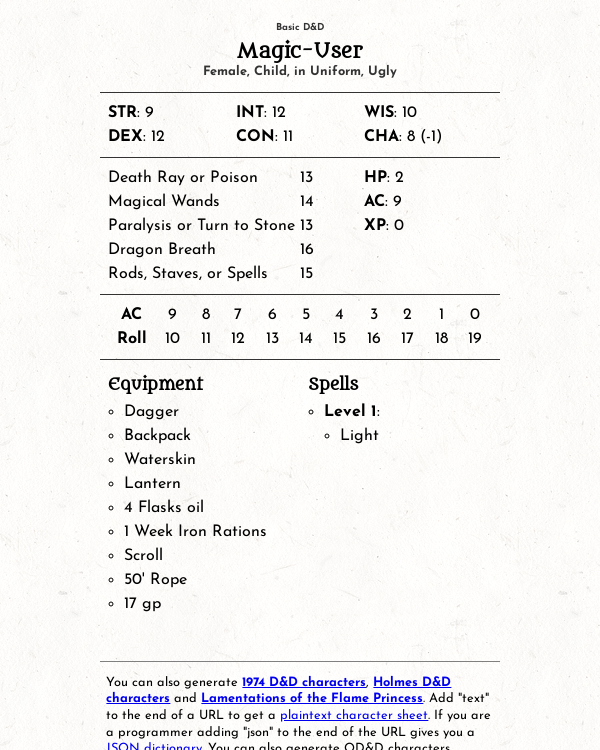 Basic D&D
Magic-User
Female, Child, in Uniform, Ugly
STR: 9 INT: 12 WIS: 10
DEX: 12 CON: 11 CHA: 8 (-1)
Death Ray or Poison 13 HP: 2
Magical Wands 14 AC: 9
Paralysis or Turn to Stone 13 XP: 0
Dragon Breath 16
Rods, Staves, or Spells 15
AC 9 8 7 6 5 4 3 2 1 0
Roll 10 11 12 13 14 15 16 17 18 19
Equipment
Dagger
Backpack
Waterskin
Lantern
4 Flasks oil
1 Week Iron Rations
Scroll
50' Rope
17 gp
Spells
Level 1:
Light
You can also generate 1974 D&D characters, Holmes D&D
characters and Lamentations of the Flame Princess. Add "text"
to the end of a URL to get a plaintext character sheet. If you are
a programmer adding "json" to the end of the URL gives you a
JSON dictionary. You can also generate OD&D characters